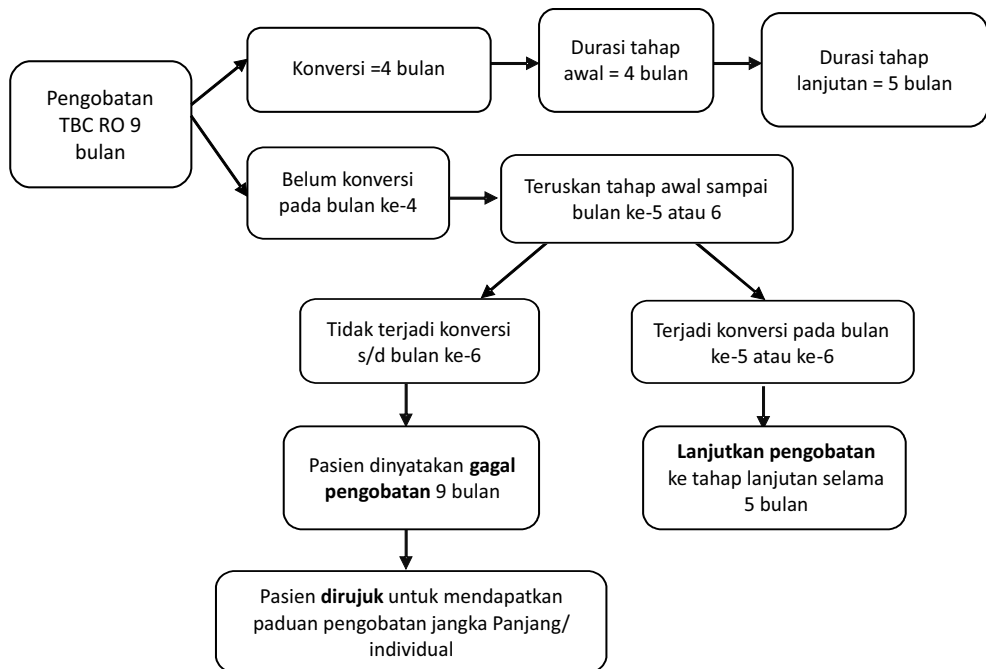 Pengobatan
TBC RO 9
bulan
Konversi =4 bulan
Durasi tahap
awal = 4 bulan
Durasi tahap
lanjutan = 5 bulan
Belum konversi
pada bulan ke-4
Teruskan tahap awal sampai
bulan ke-5 atau 6
Tidak terjadi konversi
s/d bulan ke-6
Terjadi konversi pada bulan
ke-5 atau ke-6
Pasien dinyatakan gagal
pengobatan 9 bulan
Lanjutkan pengobatan
ke tahap lanjutan selama
5 bulan
Pasien dirujuk untuk mendapatkan
paduan pengobatan jangka Panjang/
individual